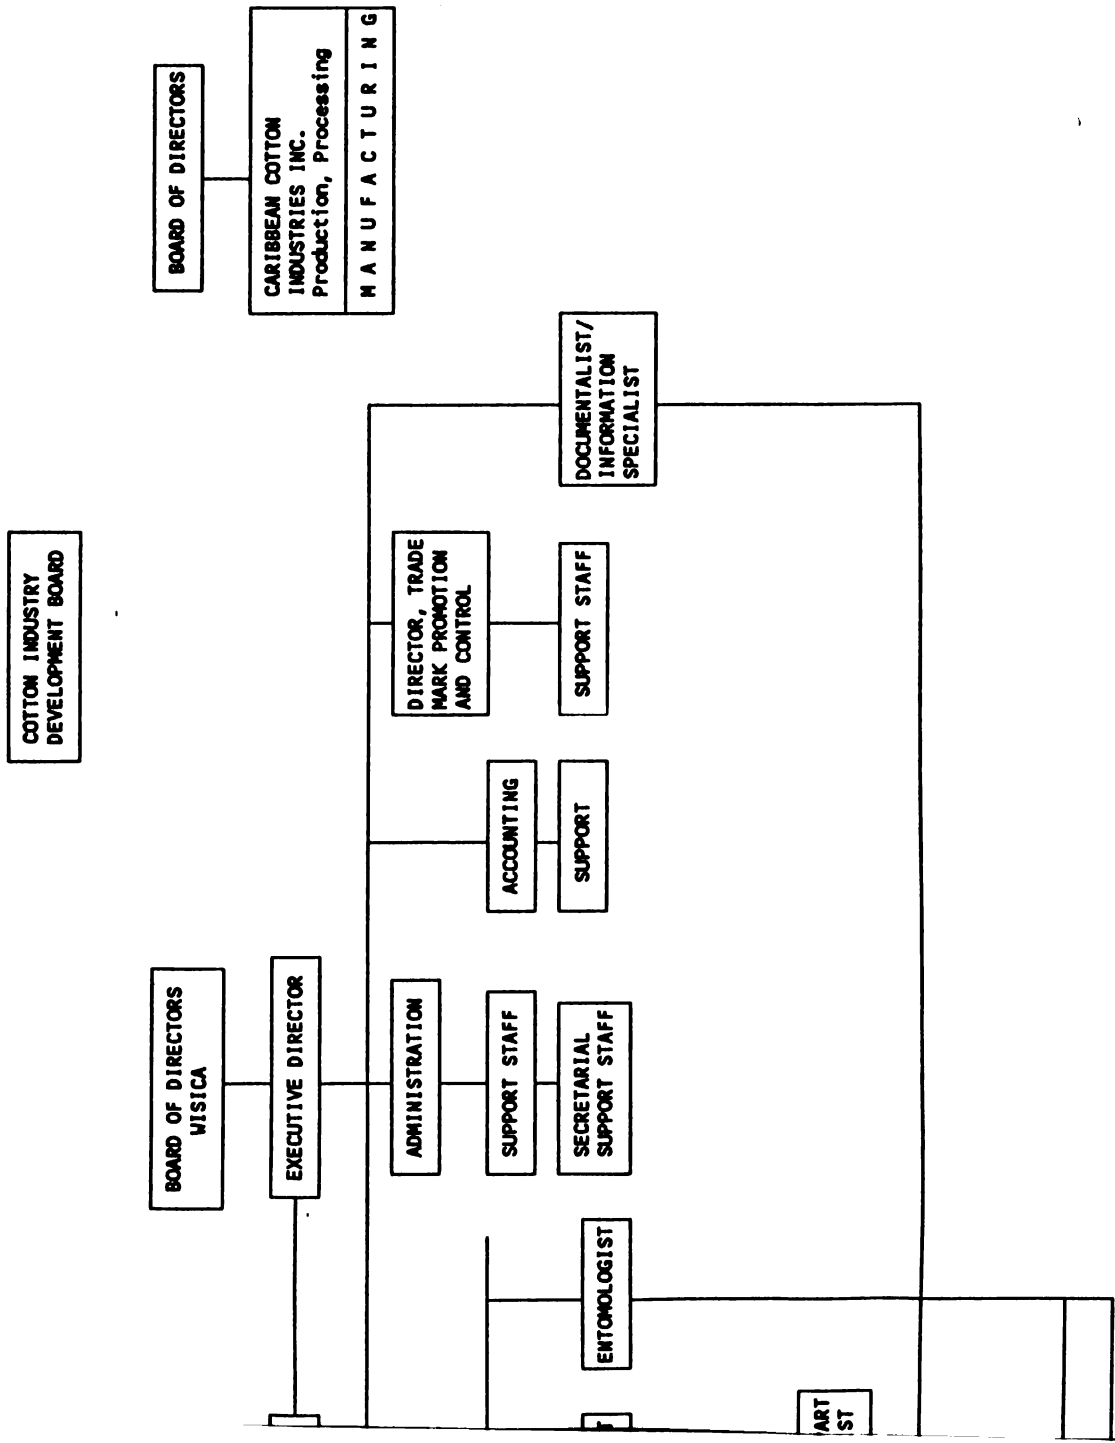 COTTON INDUSTRY
DEVELOPMENT BOARD
BOARD OF DIRECTORS
WISICA
BOARD OF DIRECTORS
EXECUTIVE DIRECTOR
CARIBBEAN COTTON
INDUSTRIES INC.
Production, Processing
M A N U F A C T U R I N G
ADMINISTRATION
DIRECTOR, TRADE
MARK PROMOTION
AND CONTROL
SUPPORT STAFF
ACCOUNTING
ENTOMOLOGIST
SECRETARIAL
SUPPORT STAFF
SUPPORT
SUPPORT STAFF
DOCUMENTALIST/
INFORMATION
SPECIALIST
T
ART
ST